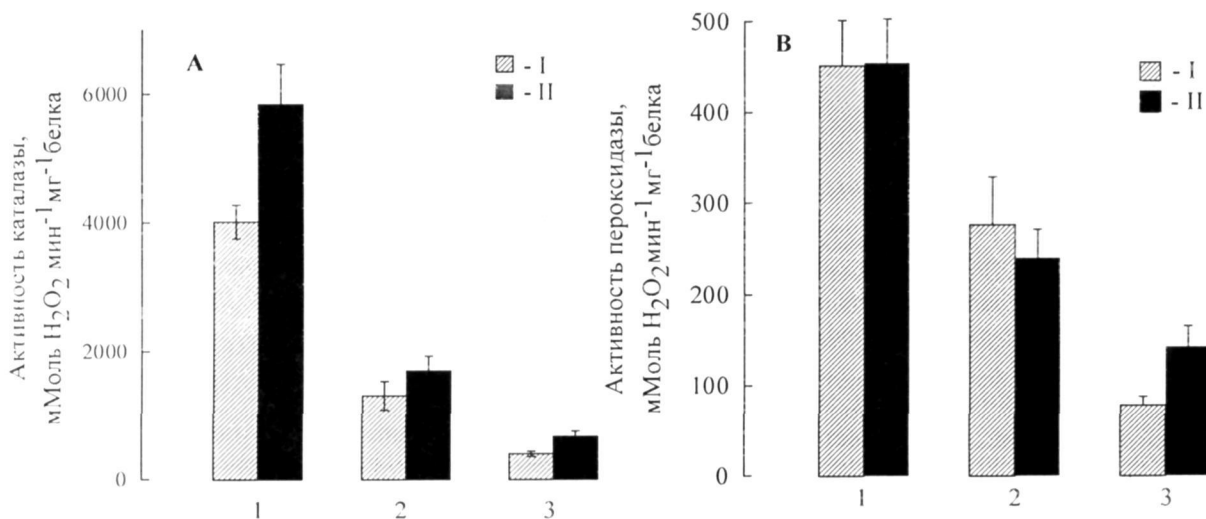 A
- I
- II
Активность каталазы,
мМоль H2O2 мин-1мг-1белка
6000
4000
2000
0
1 2 3
B
- I
- II
Активность пероксидазы,
мМоль H2O2мин-1мг-1белка
500
400
300
200
100
0
1 2 3